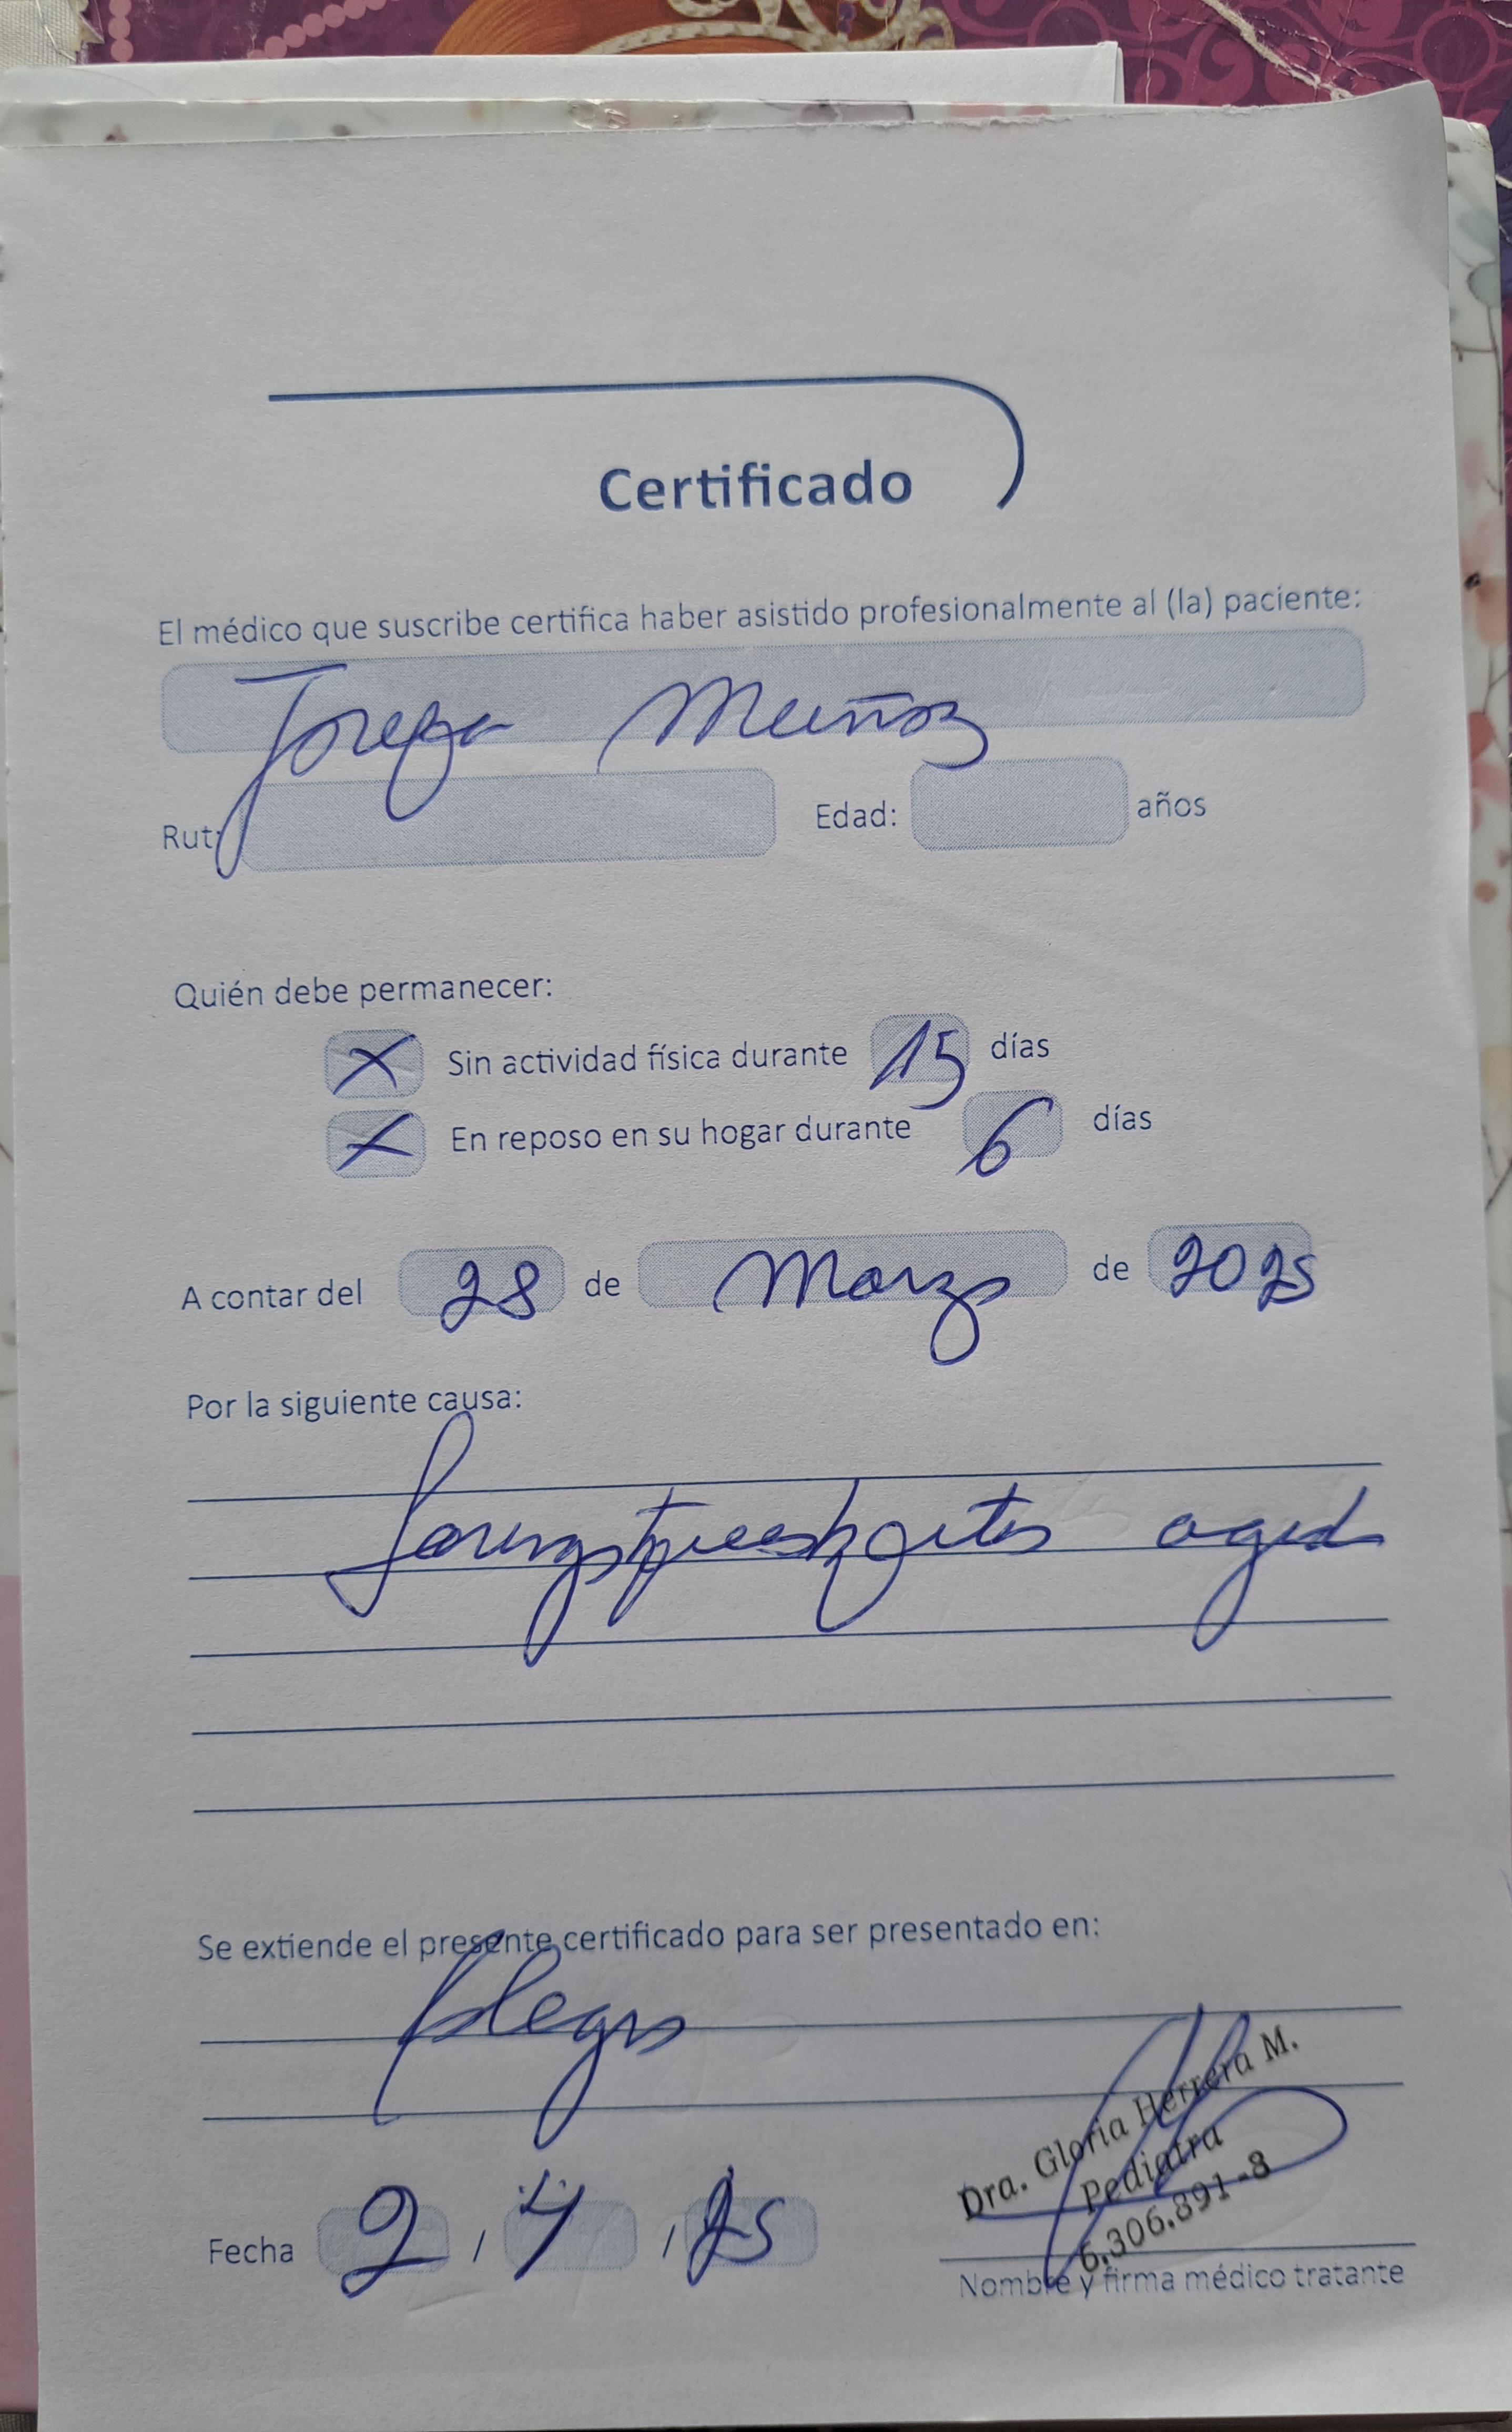 Certificado
El médico que suscribe certifica haber asistido profesionalmente al (la) paciente:
Josefa Muñoz
Rut: Edad: años
Quién debe permanecer:
X Sin actividad física durante 15 días
X En reposo en su hogar durante 6 días
A contar del 28 de Marzo de 2025
Por la siguiente causa:
Se extiende el presente certificado para ser presentado en:
Colegio
Fecha 2 / 4 / 25
Dra. Gloria Herrera M.
Pediatra
6.306.891-8
Nombre y firma médico tratante